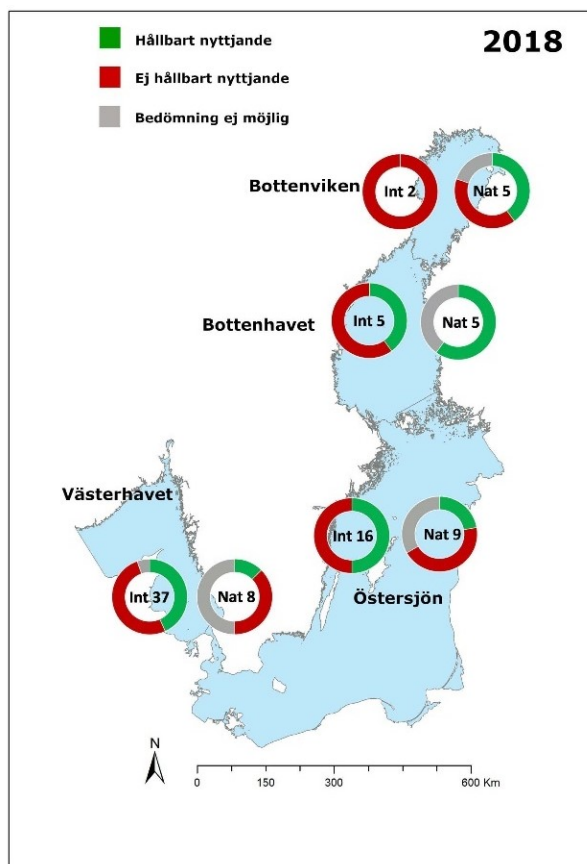 2018
Hållbart nyttjande
Ej hållbart nyttjande
Bedömning ej möjlig
Bottenviken
Int 2
Nat 5
Bottenhavet
Int 5
Nat 5
Västerhavet
Int 16
Nat 9
Int 37
Nat 8
Östersjön
N
0 150 300 600 Km